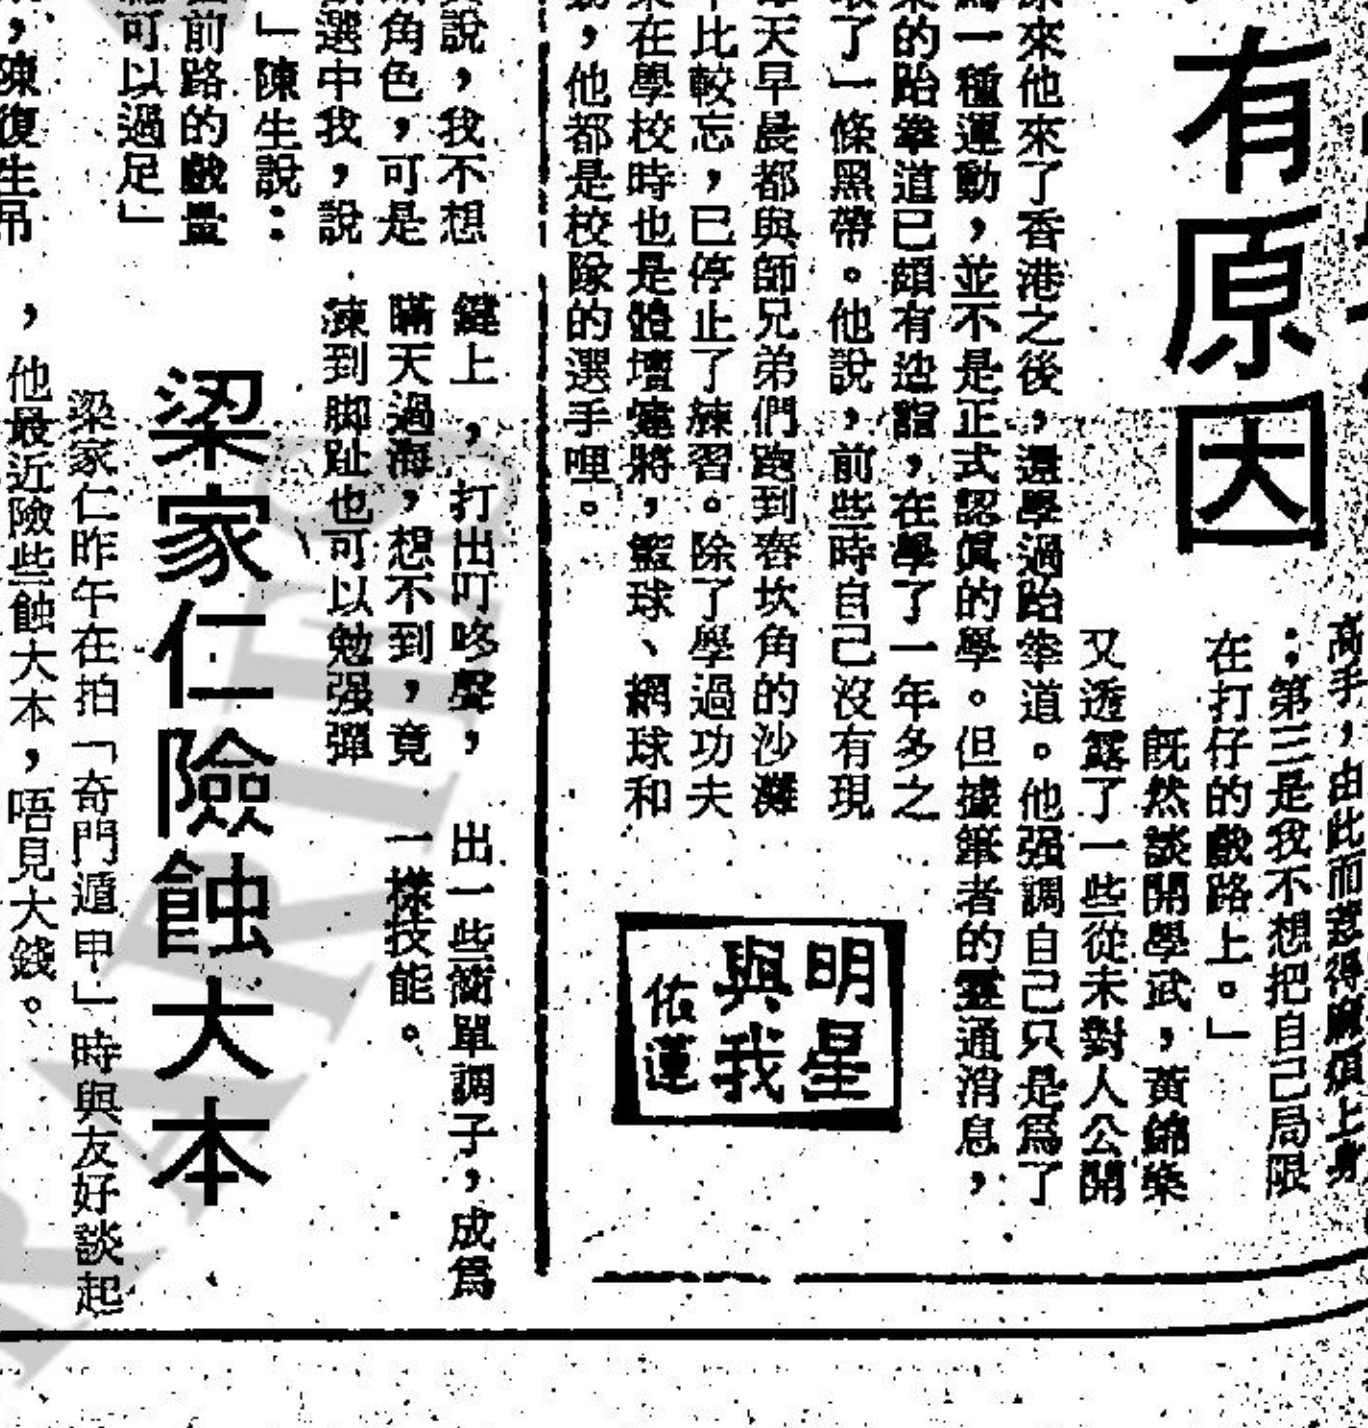 有原因
高手，由此而惹得麻煩上身
；第三是我不想把自己局限
在打仔的戲路上。」
既然談開學武，黃錦燊
又透露了一些從未對人公開
來他來了香港之後，還學過跆拳道。他强調自己只是爲了
一種運動，並不是正式認眞的學。但據筆者的靈通消息，
的跆拳道已頗有造詣，在學了一年多之
了一條黑帶。他說，前些時自己沒有現
天早晨都與師兄弟們跑到舂坎角的沙灘
比較忘，已停止了練習。除了學過功夫
在學校時也是體壇健將，籃球、網球和
，他都是校隊的選手哩。
明星
與我
依蓮
說，我不想
角色，可是
選中我，說
」陳生說：
前路的戲量
可以過足」
，陳復生吊
鍵上，打出叮咚聲，
瞞天過海，想不到，竟
練到脚趾也可以勉强彈
出一些簡單調子，成爲
一樣技能。
梁家仁險蝕大本
梁家仁昨午在拍「奇門遁甲」時與友好談起
，他最近險些蝕大本，唔見大錢。